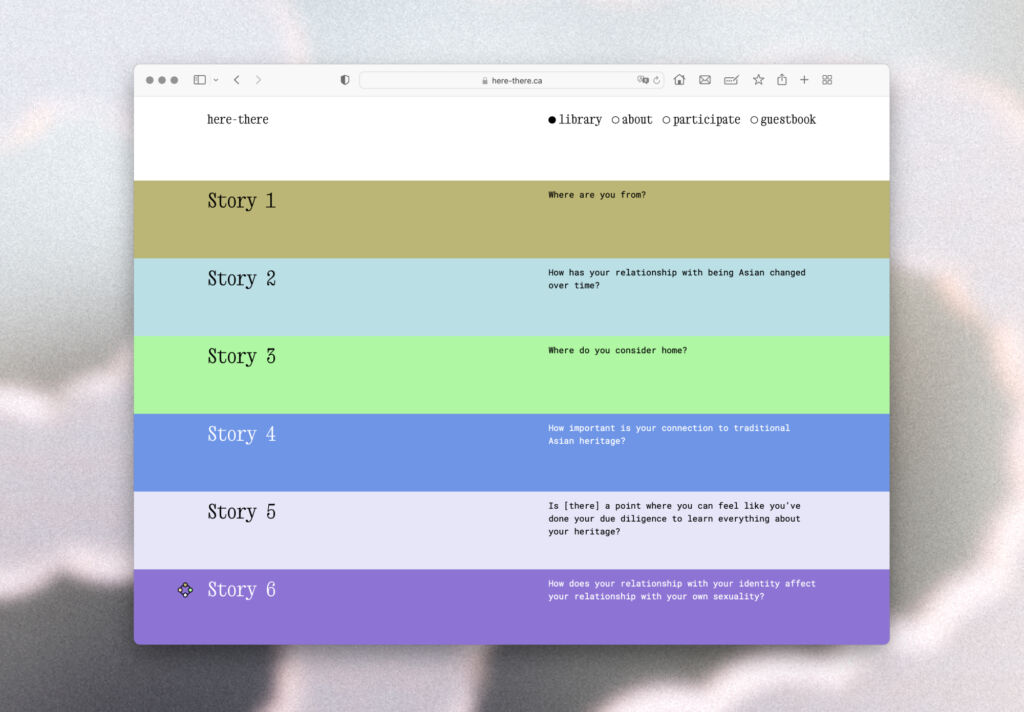 here-there.ca
here-there
library about participate guestbook
Story 1
Where are you from?
Story 2
How has your relationship with being Asian changed
over time?
Story 3
Where do you consider home?
Story 4
How important is your connection to traditional
Asian heritage?
Story 5
Is [there] a point where you can feel like you've
done your due diligence to learn everything about
your heritage?
Story 6
How does your relationship with your identity affect
your relationship with your own sexuality?